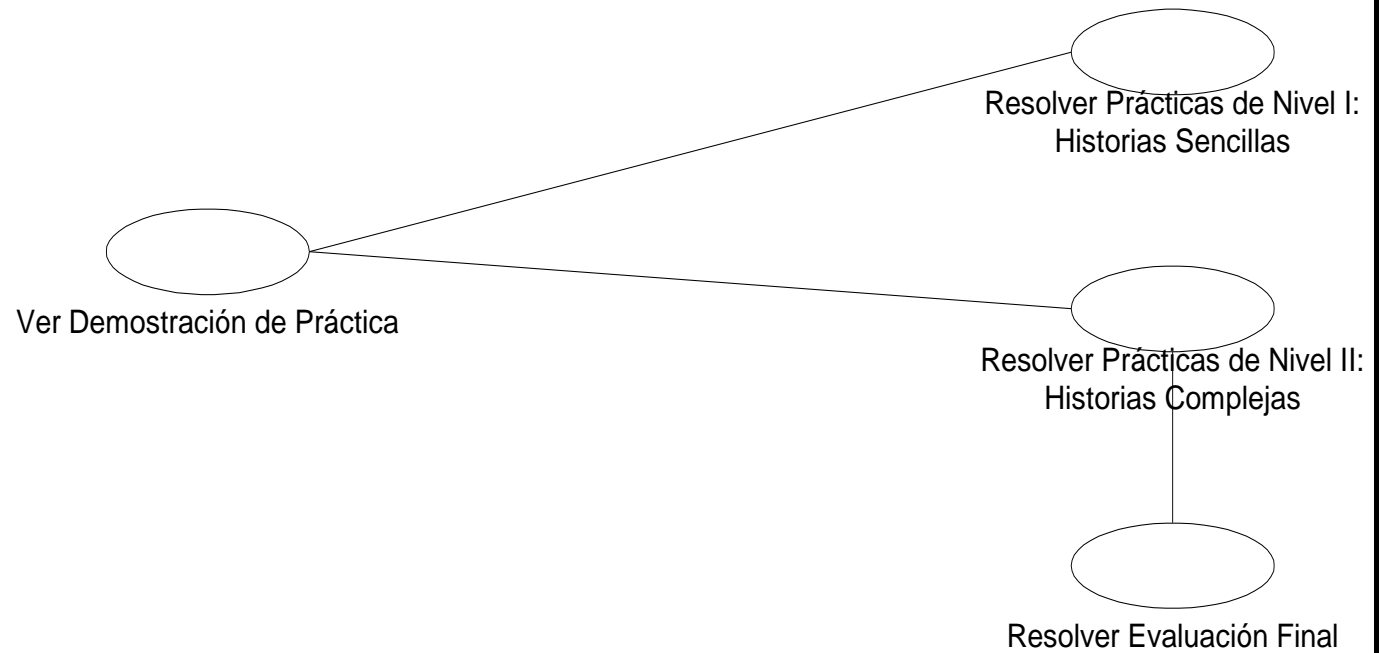 Resolver Prácticas de Nivel I:
Historias Sencillas
Ver Demostración de Práctica
Resolver Prácticas de Nivel II:
Historias Complejas
Resolver Evaluación Final